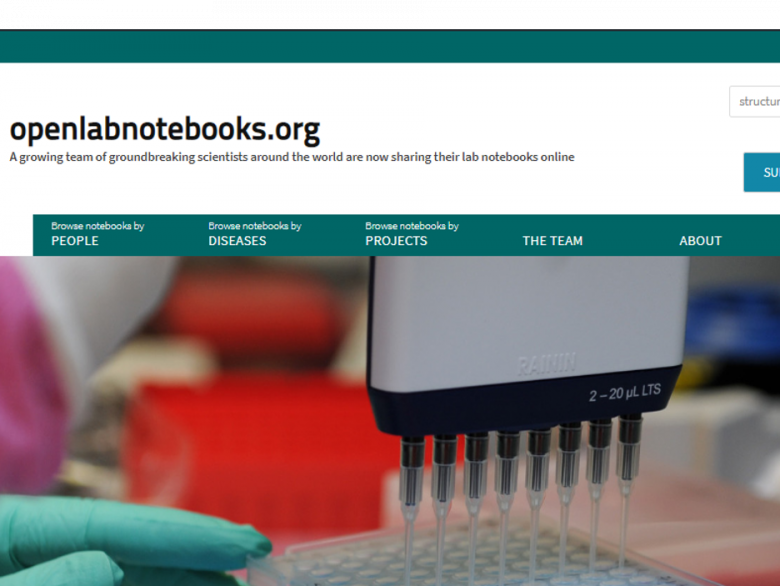 openlabnotebooks.org
A growing team of groundbreaking scientists around the world are now sharing their lab notebooks online
structur
SU
Browse notebooks by
PEOPLE
Browse notebooks by
DISEASES
Browse notebooks by
PROJECTS
THE TEAM
ABOUT
RAININ
2 – 20 µL LTS